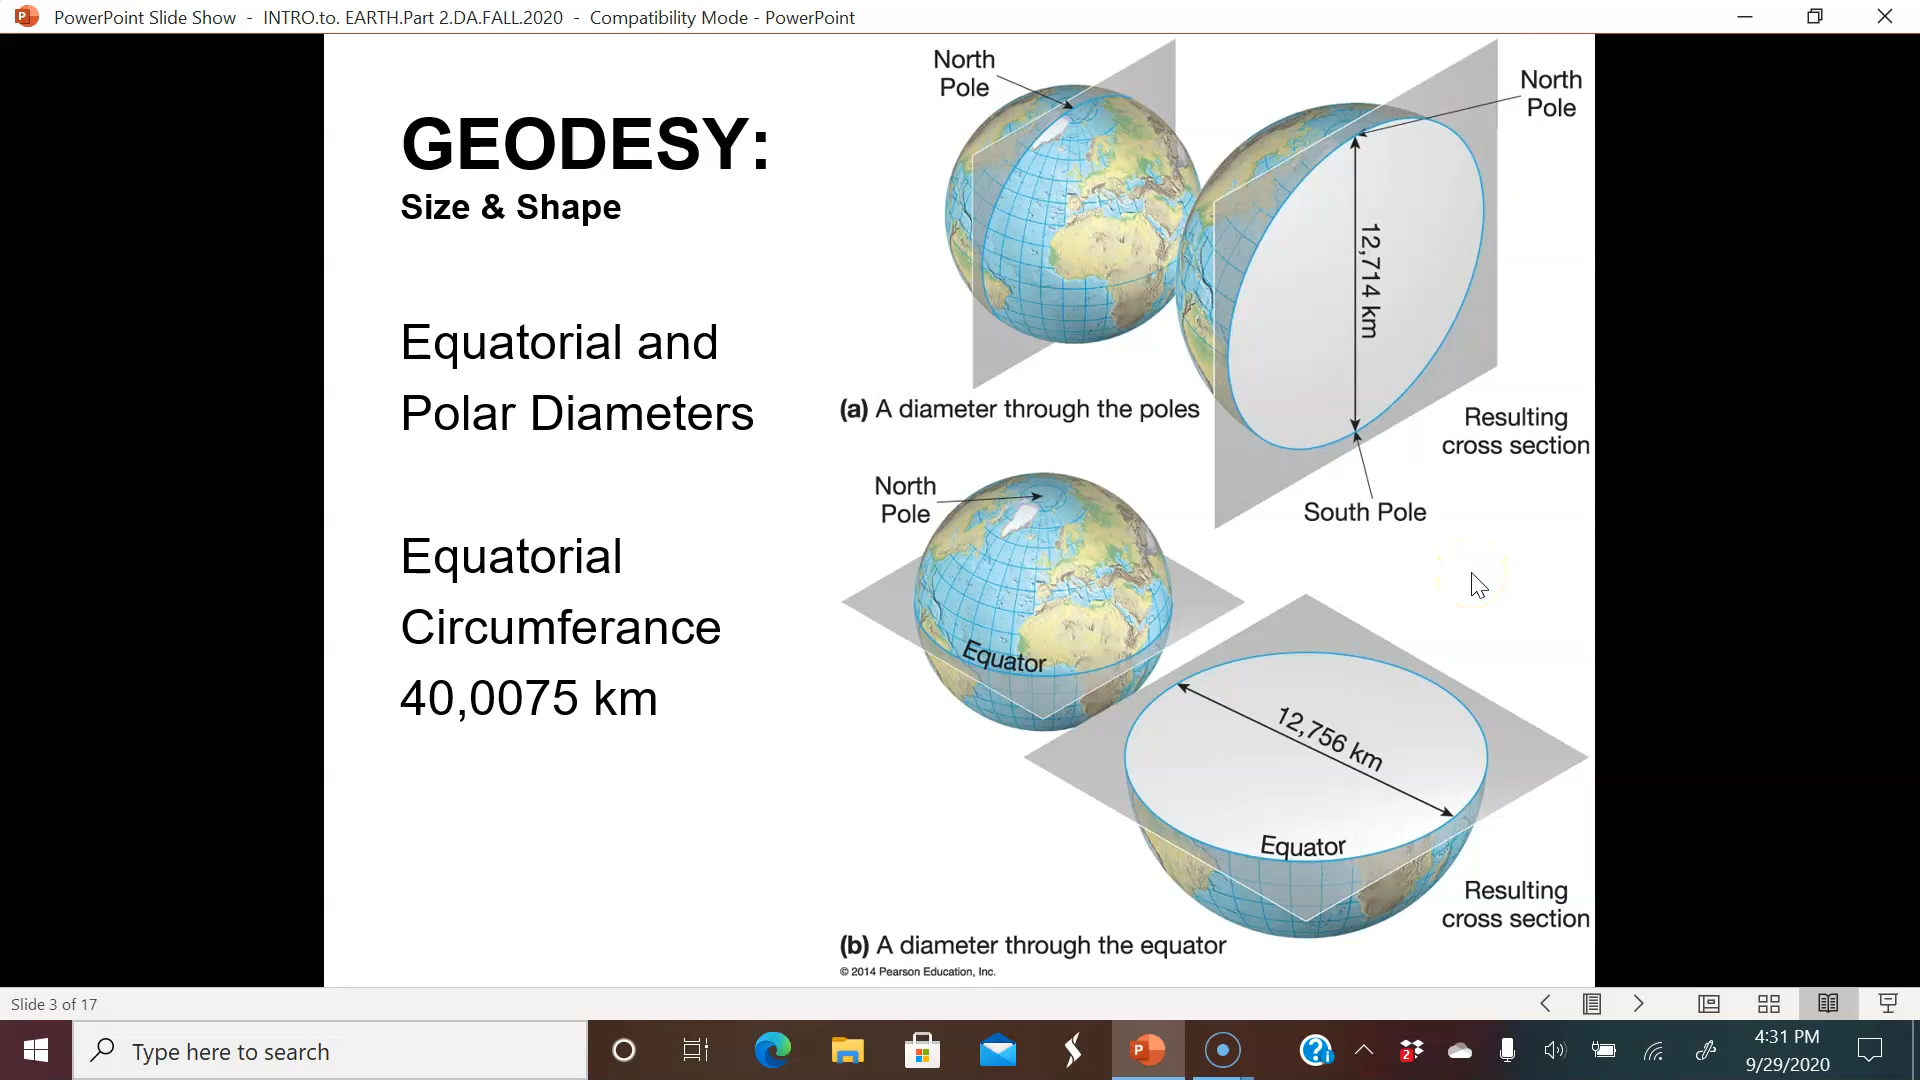 PowerPoint Slide Show - INTRO.to. EARTH.Part 2.DA.FALL.2020 - Compatibility Mode - PowerPoint
GEODESY:
Size & Shape
Equatorial and
Polar Diameters
Equatorial
Circumferance
40,0075 km
North
Pole
North
Pole
12,714 km
(a) A diameter through the poles
Resulting
cross section
South Pole
North
Pole
Equator
12,756 km
Equator
Resulting
cross section
(b) A diameter through the equator
© 2014 Pearson Education, Inc.
Slide 3 of 17
Type here to search
2
4:31 PM
9/29/2020